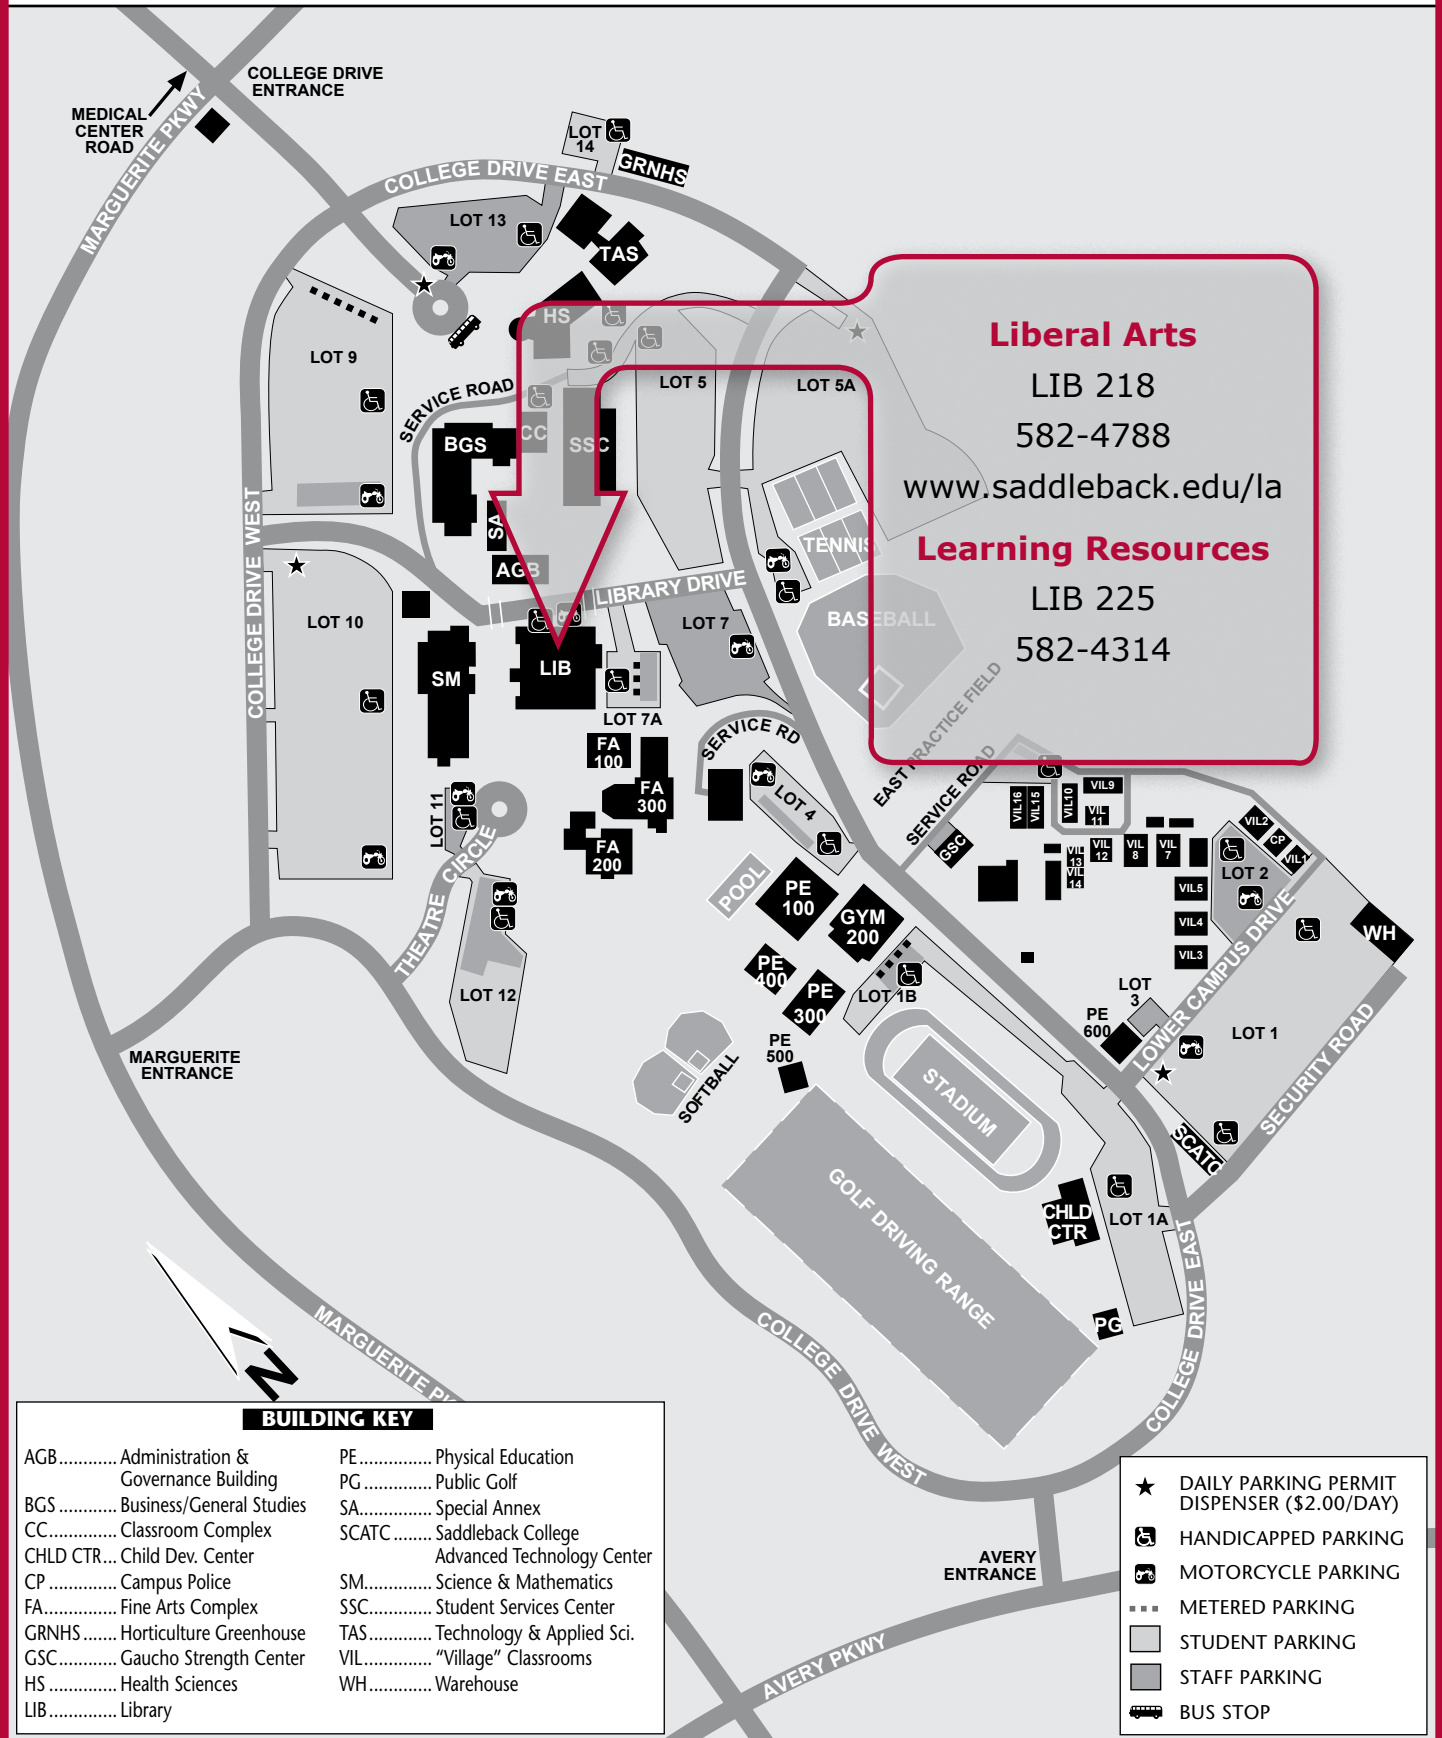 COLLEGE DRIVE
ENTRANCE
MEDICAL
CENTER
ROAD
MARGUERITE PKWY
LOT
14
GRNHS
COLLEGE DRIVE EAST
LOT 13
TAS
HS
LOT 9
SERVICE ROAD
LOT 5
LOT 5A
Liberal Arts
LIB 218
582-4788
www.saddleback.edu/la
Learning Resources
LIB 225
582-4314
CC
BGS
SSC
SA
AGB
TENNIS
COLLEGE DRIVE WEST
LIBRARY DRIVE
LOT 10
LOT 7
BASEBALL
SM
LIB
LOT 7A
EAST PRACTICE FIELD
SERVICE RD
SERVICE ROAD
FA
100
FA
300
FA
200
LOT 11
LOT 4
THEATRE CIRCLE
VIL16
VIL15
VIL10
VIL9
VIL
11
GSC
VIL
13
VIL
14
VIL
12
VIL
8
VIL
7
VIL2
CP
VIL1
LOT 2
VIL5
VIL4
VIL3
POOL
PE
100
GYM
200
WH
PE
400
PE
300
LOT 1B
LOT 12
LOT
3
PE
600
LOWER CAMPUS DRIVE
LOT 1
SECURITY ROAD
MARGUERITE
ENTRANCE
PE
500
SOFTBALL
STADIUM
SCATC
GOLF DRIVING RANGE
CHLD
CTR
LOT 1A
COLLEGE DRIVE EAST
PG
MARGUERITE PK
COLLEGE DRIVE WEST
COLLEGE DRIVE EAST
N
BUILDING KEY
AGB............ Administration &
Governance Building
BGS ............ Business/General Studies
CC.............. Classroom Complex
CHLD CTR... Child Dev. Center
CP .............. Campus Police
FA............... Fine Arts Complex
GRNHS....... Horticulture Greenhouse
GSC............ Gaucho Strength Center
HS .............. Health Sciences
LIB.............. Library
PE............... Physical Education
PG .............. Public Golf
SA............... Special Annex
SCATC ........ Saddleback College
Advanced Technology Center
SM.............. Science & Mathematics
SSC............. Student Services Center
TAS............. Technology & Applied Sci.
VIL.............. “Village” Classrooms
WH............. Warehouse
AVERY
ENTRANCE
AVERY PKWY
DAILY PARKING PERMIT
DISPENSER ($2.00/DAY)
HANDICAPPED PARKING
MOTORCYCLE PARKING
METERED PARKING
STUDENT PARKING
STAFF PARKING
BUS STOP